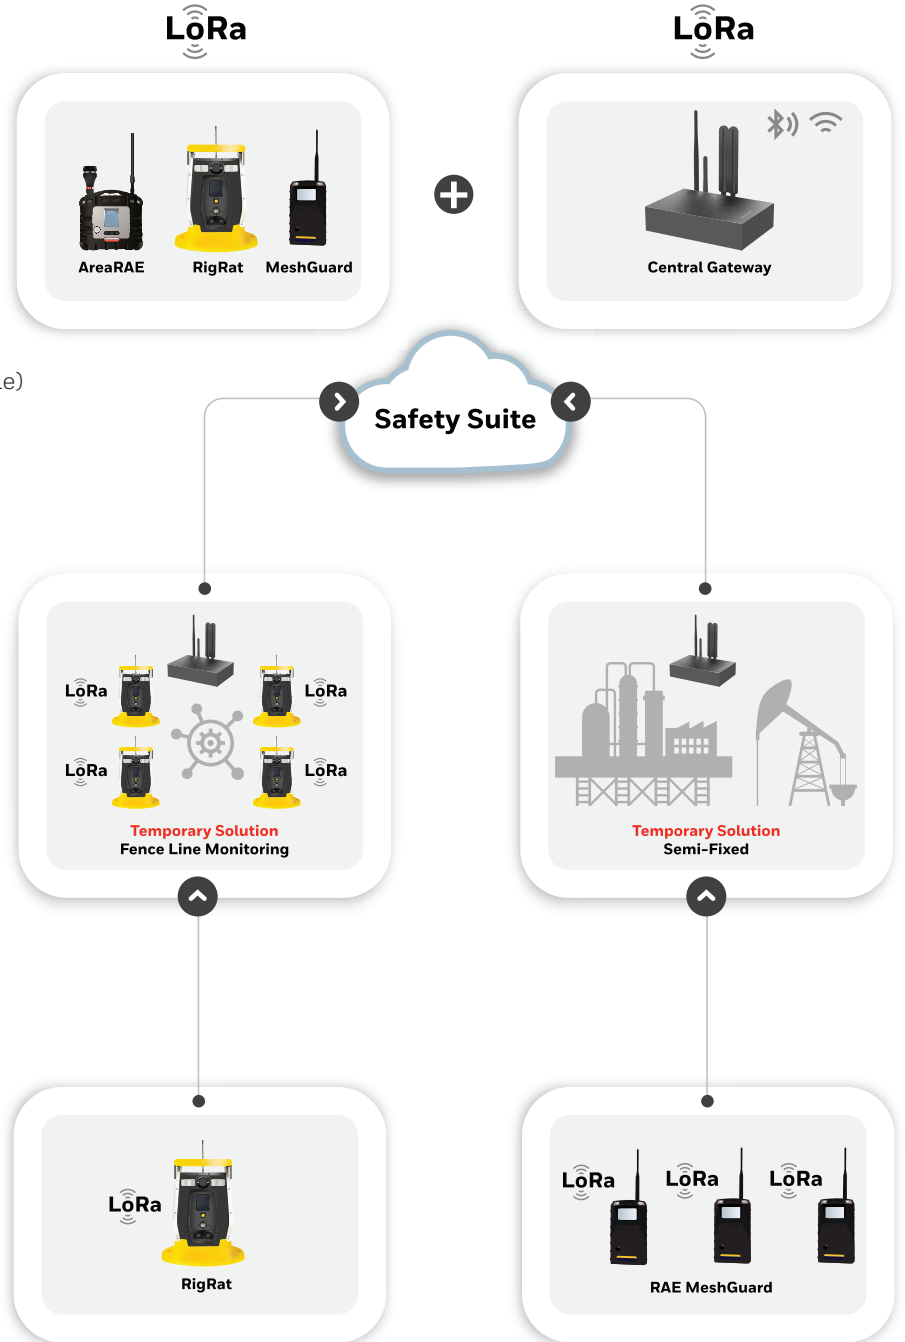 LoRa
LoRa
AreaRAE
RigRat
MeshGuard
Central Gateway
Safety Suite
LoRa
LoRa
LoRa
LoRa
Temporary Solution
Fence Line Monitoring
Temporary Solution
Semi-Fixed
LoRa
RigRat
LoRa
LoRa
LoRa
RAE MeshGuard